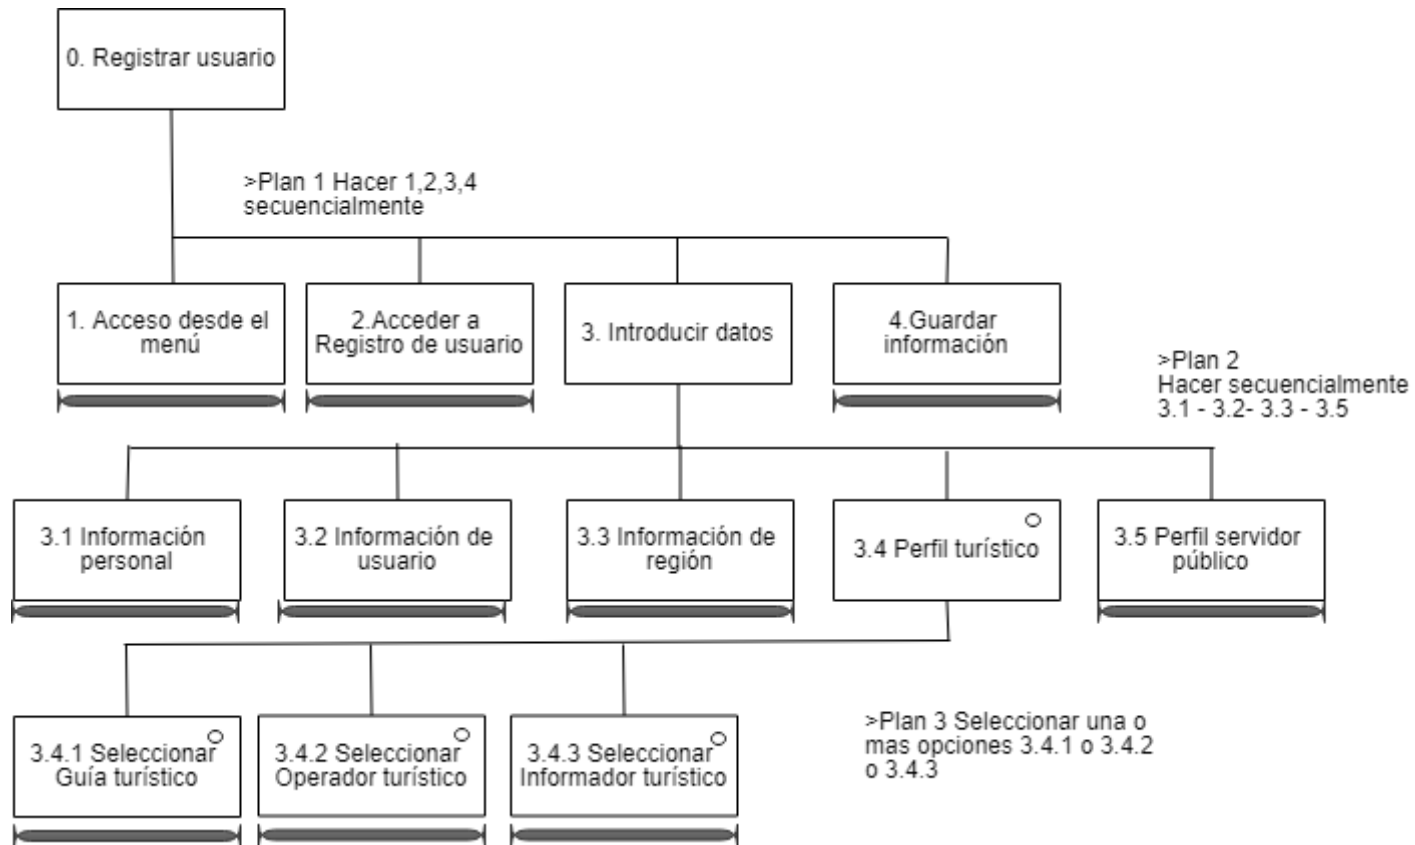 0. Registrar usuario
>Plan 1 Hacer 1,2,3,4
secuencialmente
1. Acceso desde el
menú
2.Acceder a
Registro de usuario
3. Introducir datos
4.Guardar
información
>Plan 2
Hacer secuencialmente
3.1 - 3.2- 3.3 - 3.5
3.1 Información
personal
3.2 Información de
usuario
3.3 Información de
región
3.4 Perfil turístico
3.5 Perfil servidor
público
3.4.1 Seleccionar
Guía turístico
3.4.2 Seleccionar
Operador turístico
3.4.3 Seleccionar
Informador turístico
>Plan 3 Seleccionar una o
mas opciones 3.4.1 o 3.4.2
o 3.4.3